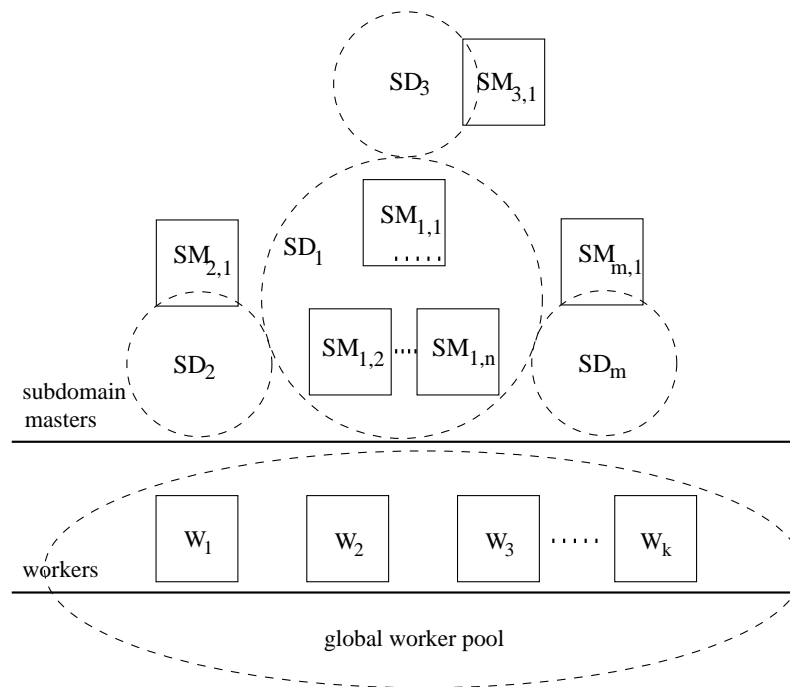 SD3
SM3,1
SM1,1
SD1
SM2,1
SMm,1
SM1,2
SM1,n
SD2
SDm
subdomain
masters
W1
W2
W3
Wk
workers
global worker pool